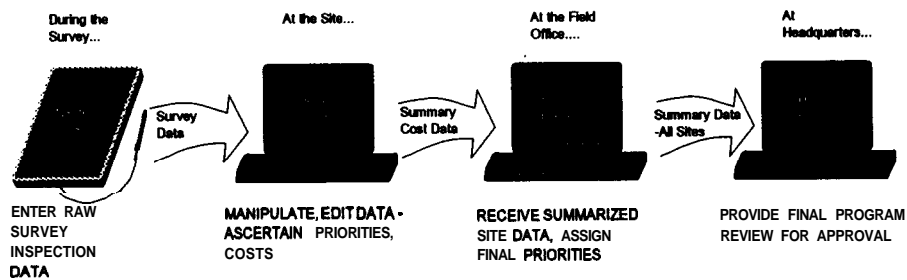 During the
Survey...
At the Site...
At the Field
Office....
At
Headquarters...
Survey
Data
Summary
Cost Data
Summary Data
-All Sites
ENTER RAW
SURVEY
INSPECTION
DATA
MANIPULATE, EDIT DATA -
ASCERTAIN PRIORITIES,
COSTS
RECEIVE SUMMARIZED
SITE DATA, ASSIGN
FINAL PRIORITIES
PROVIDE FINAL PROGRAM
REVIEW FOR APPROVAL